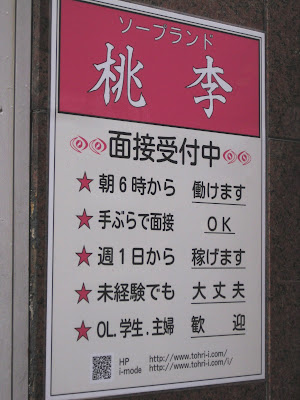 ソープランド
桃李
面接受付中
★朝6時から 働けます
★手ぶらで面接 OK
★週1日から 稼げます
★未経験でも 大丈夫
★OL.学生.主婦 歓迎
HP http://www.tohri-i.com/
i-mode http://www.tohri-i.com/i/